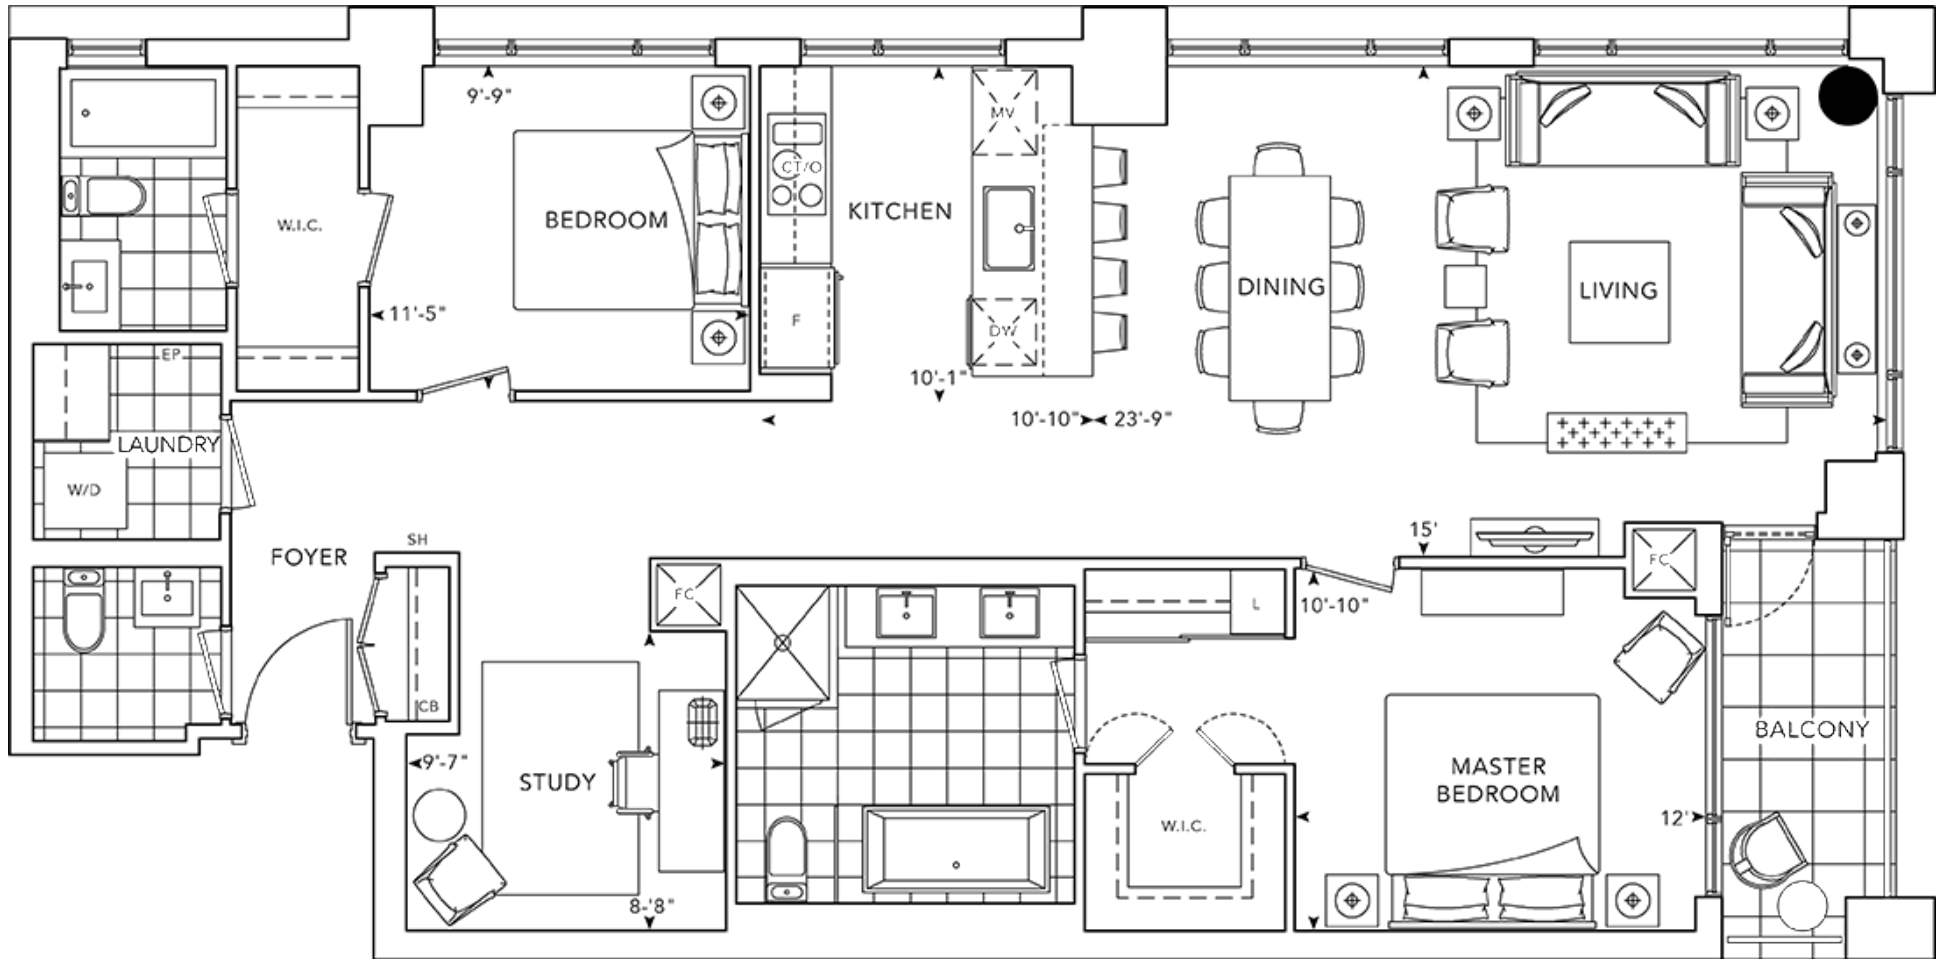 9'-9"
MV
CT/O
BEDROOM
KITCHEN
W.I.C.
DINING
LIVING
11'-5"
F
DW
EP
10'-1"
10'-10"
23'-9"
LAUNDRY
W/D
SH
FOYER
15'
FC
FC
L
10'-10"
CB
BALCONY
9'-7"
STUDY
MASTER
BEDROOM
12'
W.I.C.
8-'8"